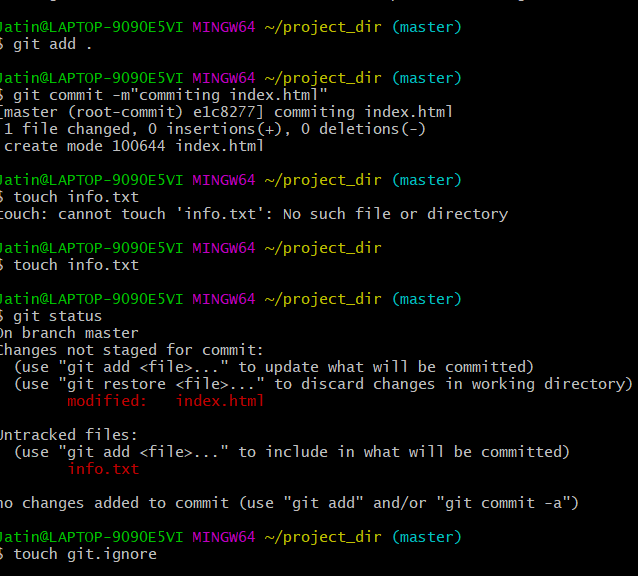 Jatin@LAPTOP-9090E5VI MINGW64 ~/project_dir (master)
$ git add .
Jatin@LAPTOP-9090E5VI MINGW64 ~/project_dir (master)
$ git commit -m"commiting index.html"
[master (root-commit) e1c8277] commiting index.html
1 file changed, 0 insertions(+), 0 deletions(-)
create mode 100644 index.html
Jatin@LAPTOP-9090E5VI MINGW64 ~/project_dir (master)
$ touch info.txt
touch: cannot touch 'info.txt': No such file or directory
Jatin@LAPTOP-9090E5VI MINGW64 ~/project_dir
$ touch info.txt
Jatin@LAPTOP-9090E5VI MINGW64 ~/project_dir (master)
$ git status
On branch master
Changes not staged for commit:
(use "git add <file>..." to update what will be committed)
(use "git restore <file>..." to discard changes in working directory)
modified:   index.html
Untracked files:
(use "git add <file>..." to include in what will be committed)
info.txt
no changes added to commit (use "git add" and/or "git commit -a")
Jatin@LAPTOP-9090E5VI MINGW64 ~/project_dir (master)
$ touch git.ignore